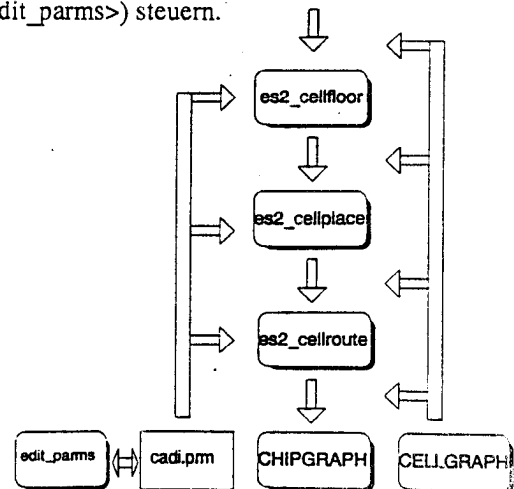 dit_parms>) steuern.
es2_cellfloor
es2_cellplace
es2_cellroute
edit_parms
cadi.prm
CHIPGRAPH
CELLGRAPH